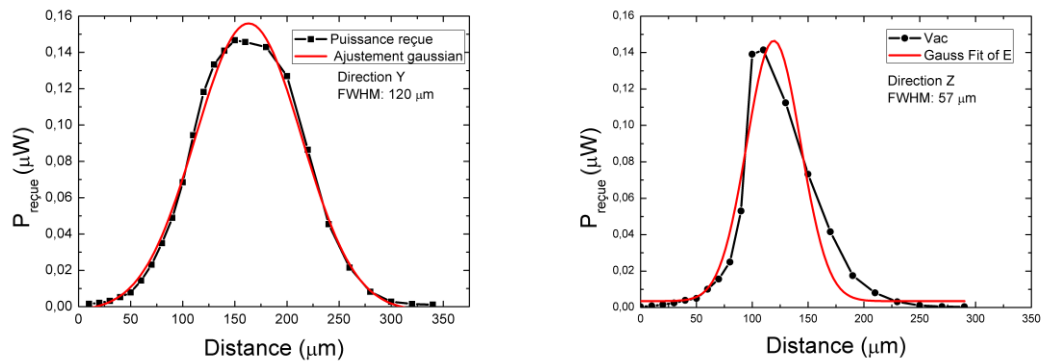 0,16
0,14
0,12
0,10
0,08
0,06
0,04
0,02
0,00
P reçue (μW)
0 50 100 150 200 250 300 350
Distance (μm)
Puissance reçue
Ajustement gaussian
Direction Y
FWHM: 120 μm
0,16
0,14
0,12
0,10
0,08
0,06
0,04
0,02
0,00
P reçue (μW)
0 50 100 150 200 250 300 350
Distance (μm)
Vac
Gauss Fit of E
Direction Z
FWHM: 57 μm